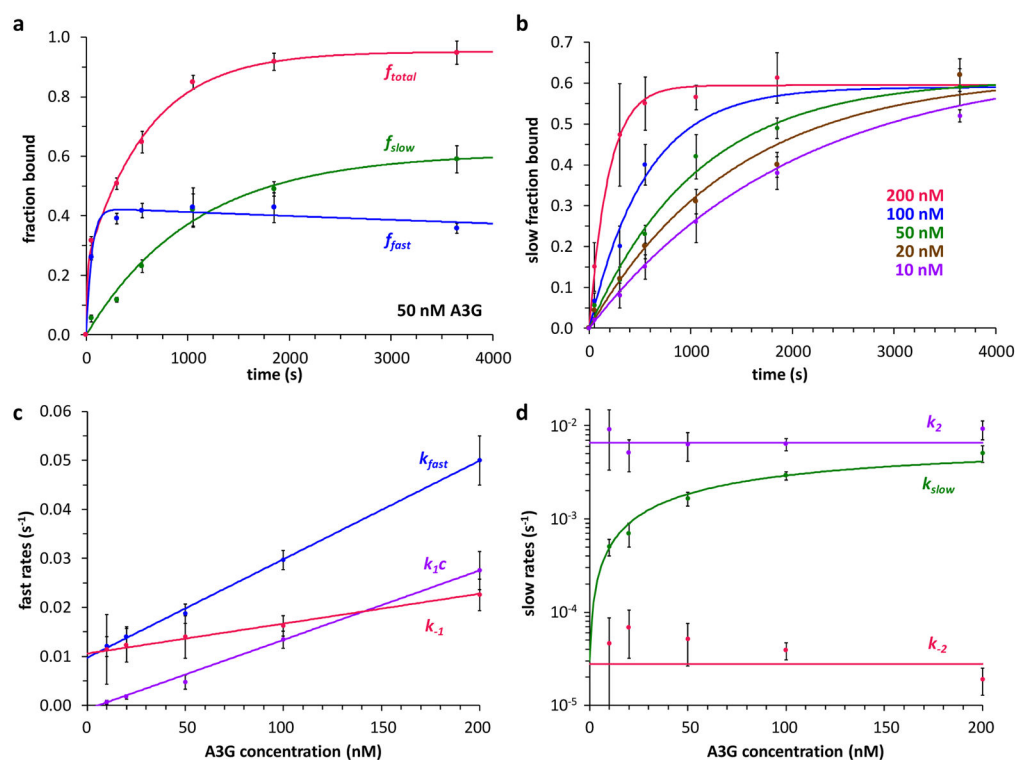 a
fraction bound
1.0
0.8
0.6
0.4
0.2
0.0
f_total
f_slow
f_fast
50 nM A3G
0 1000 2000 3000 4000
time (s)
b
slow fraction bound
0.7
0.6
0.5
0.4
0.3
0.2
0.1
0.0
200 nM
100 nM
50 nM
20 nM
10 nM
0 1000 2000 3000 4000
time (s)
c
fast rates (s⁻¹)
0.06
0.05
0.04
0.03
0.02
0.01
0.00
k_fast
k₁c
k₋₁
0 50 100 150 200
A3G concentration (nM)
d
slow rates (s⁻¹)
10⁻²
10⁻³
10⁻⁴
10⁻⁵
k₂
k_slow
k₋₂
0 50 100 150 200
A3G concentration (nM)